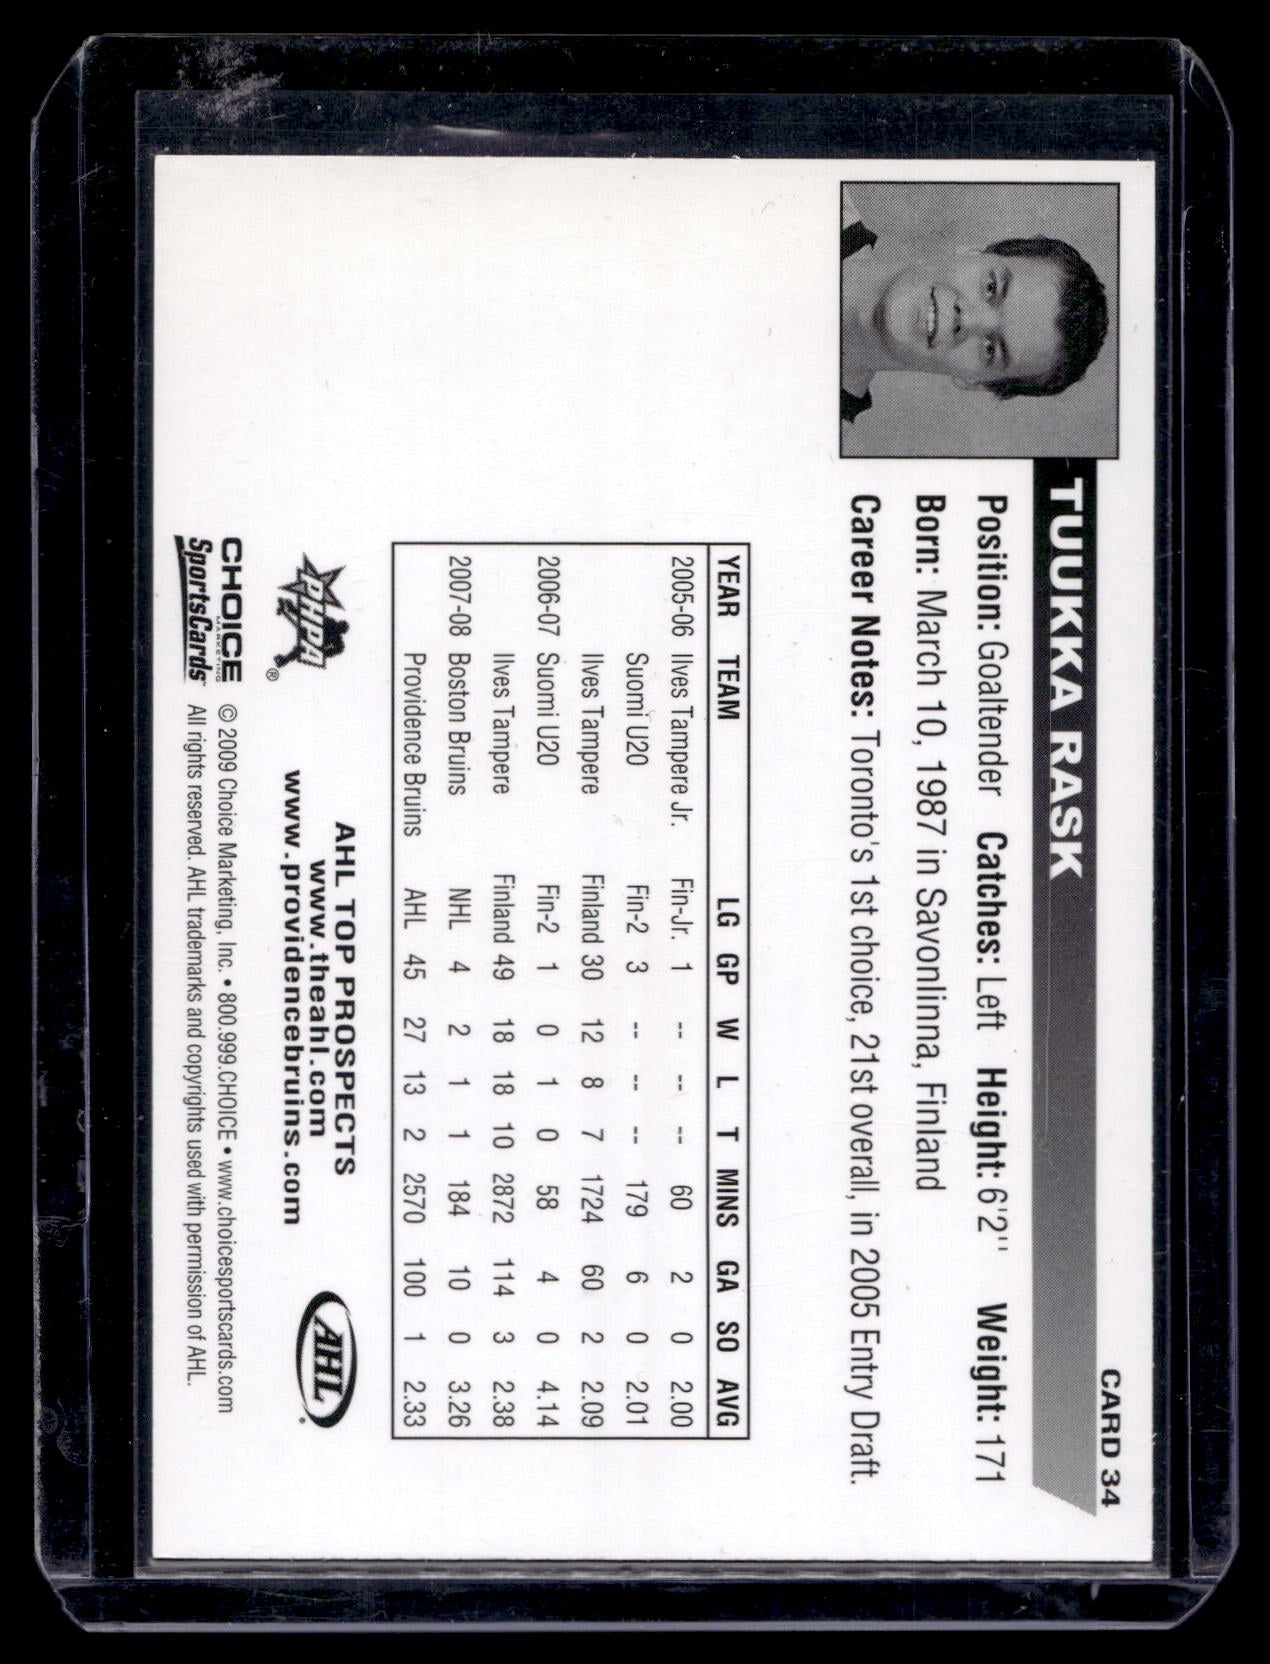 CARD 34
TUUKKA RASK
Position: Goaltender Catches: Left Height: 6'2" Weight: 171
Born: March 10, 1987 in Savonlinna, Finland
Career Notes: Toronto's 1st choice, 21st overall, in 2005 Entry Draft.
YEAR TEAM LG GP W L T MINS GA SO AVG
2005-06 Ilves Tampere Jr. Fin-Jr. 1 -- -- -- 60 2 0 2.00
Suomi U20 Fin-2 3 -- -- -- 179 6 0 2.01
Ilves Tampere Finland 30 12 8 7 1724 60 2 2.09
2006-07 Suomi U20 Fin-2 1 0 1 0 58 4 0 4.14
Ilves Tampere Finland 49 18 18 10 2872 114 3 2.38
2007-08 Boston Bruins NHL 4 2 1 1 184 10 0 3.26
Providence Bruins AHL 45 27 13 2 2570 100 1 2.33
PHPA ®
AHL TOP PROSPECTS
www.theahl.com
www.providencebruins.com
AHL
CHOICE
MARKETING
SportsCards™
© 2009 Choice Marketing, Inc. • 800.999.CHOICE • www.choicesportscards.com
All rights reserved. AHL trademarks and copyrights used with permission of AHL.